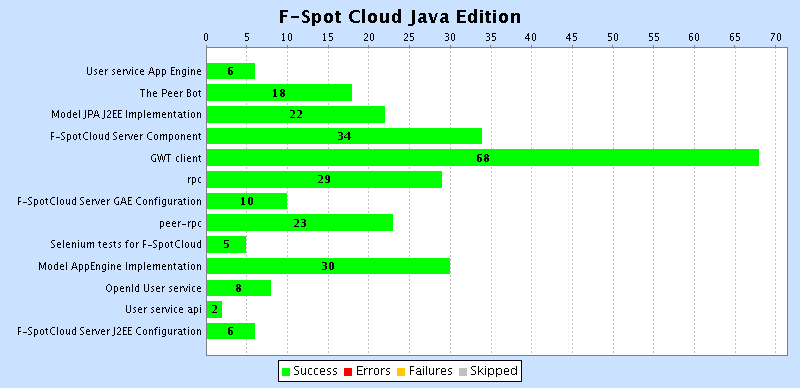 F-Spot Cloud Java Edition
0 5 10 15 20 25 30 35 40 45 50 55 60 65 70
User service App Engine 6
The Peer Bot 18
Model JPA J2EE Implementation 22
F-SpotCloud Server Component 34
GWT client 68
rpc 29
F-SpotCloud Server GAE Configuration 10
peer-rpc 23
Selenium tests for F-SpotCloud 5
Model AppEngine Implementation 30
OpenId User service 8
User service api 2
F-SpotCloud Server J2EE Configuration 6
Success Errors Failures Skipped